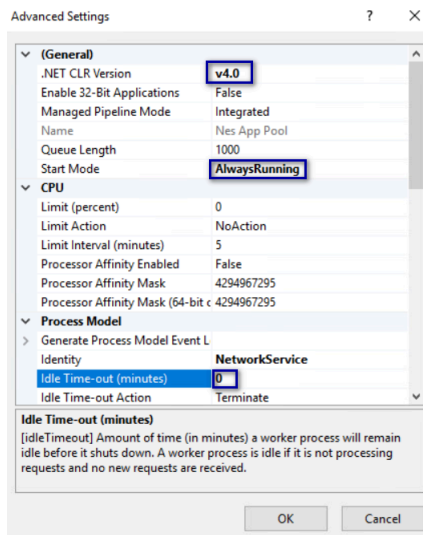 Advanced Settings ? ×
(General)
.NET CLR Version v4.0
Enable 32-Bit Applications False
Managed Pipeline Mode Integrated
Name Nes App Pool
Queue Length 1000
Start Mode AlwaysRunning
CPU
Limit (percent) 0
Limit Action NoAction
Limit Interval (minutes) 5
Processor Affinity Enabled False
Processor Affinity Mask 4294967295
Processor Affinity Mask (64-bit c 4294967295
Process Model
Generate Process Model Event L
Identity NetworkService
Idle Time-out (minutes) 0
Idle Time-out Action Terminate
Idle Time-out (minutes)
[idleTimeout] Amount of time (in minutes) a worker process will remain
idle before it shuts down. A worker process is idle if it is not processing
requests and no new requests are received.
OK Cancel